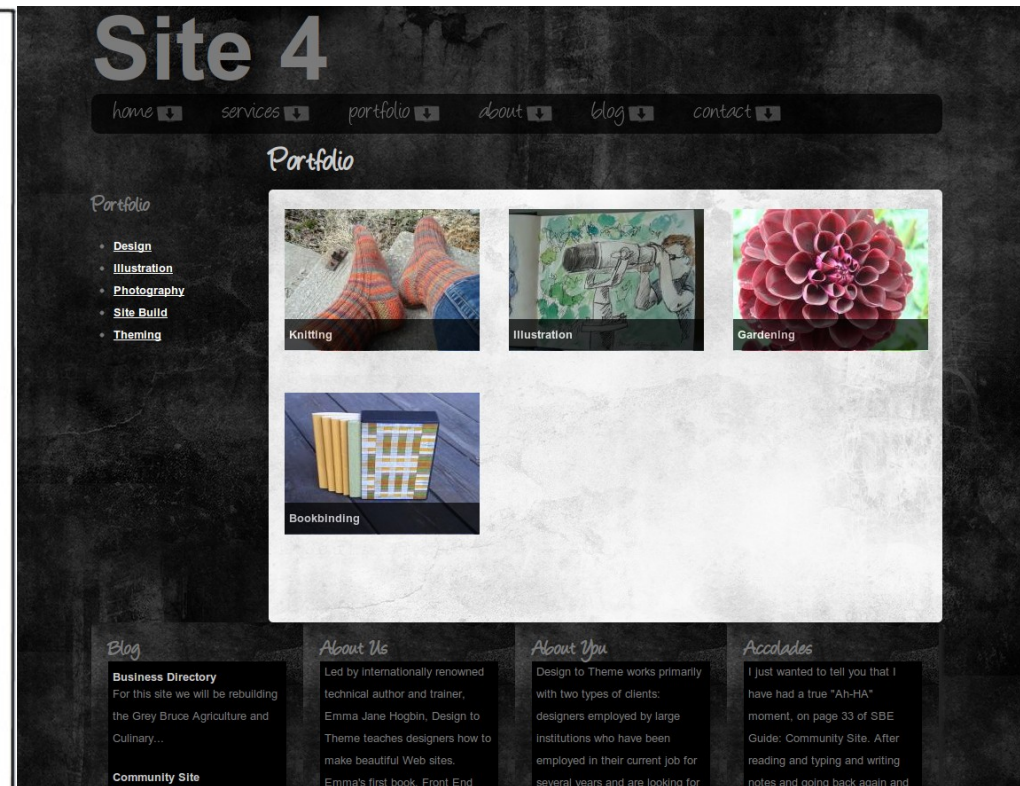 Site 4
home services portfolio about blog contact
Portfolio
Portfolio
Design
Illustration
Photography
Site Build
Theming
Knitting
Illustration
Gardening
Bookbinding
Blog
Business Directory
For this site we will be rebuilding
the Grey Bruce Agriculture and
Culinary...
Community Site
About Us
Led by internationally renowned
technical author and trainer,
Emma Jane Hogbin, Design to
Theme teaches designers how to
make beautiful Web sites.
Emma's first book, Front End
About You
Design to Theme works primarily
with two types of clients:
designers employed by large
institutions who have been
employed in their current job for
several years and are looking for
Accolades
I just wanted to tell you that I
have had a true "Ah-HA"
moment, on page 33 of SBE
Guide: Community Site. After
reading and typing and writing
notes and going back again and